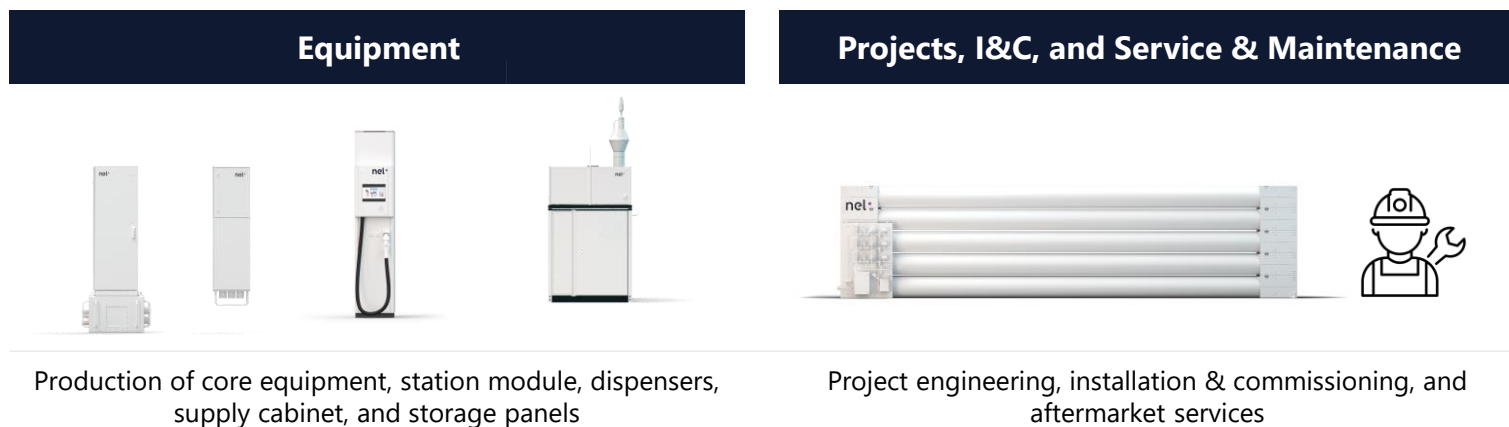 Equipment
Projects, I&C, and Service & Maintenance
nel
nel
nel
nel
nel
Production of core equipment, station module, dispensers,
supply cabinet, and storage panels
Project engineering, installation & commissioning, and
aftermarket services